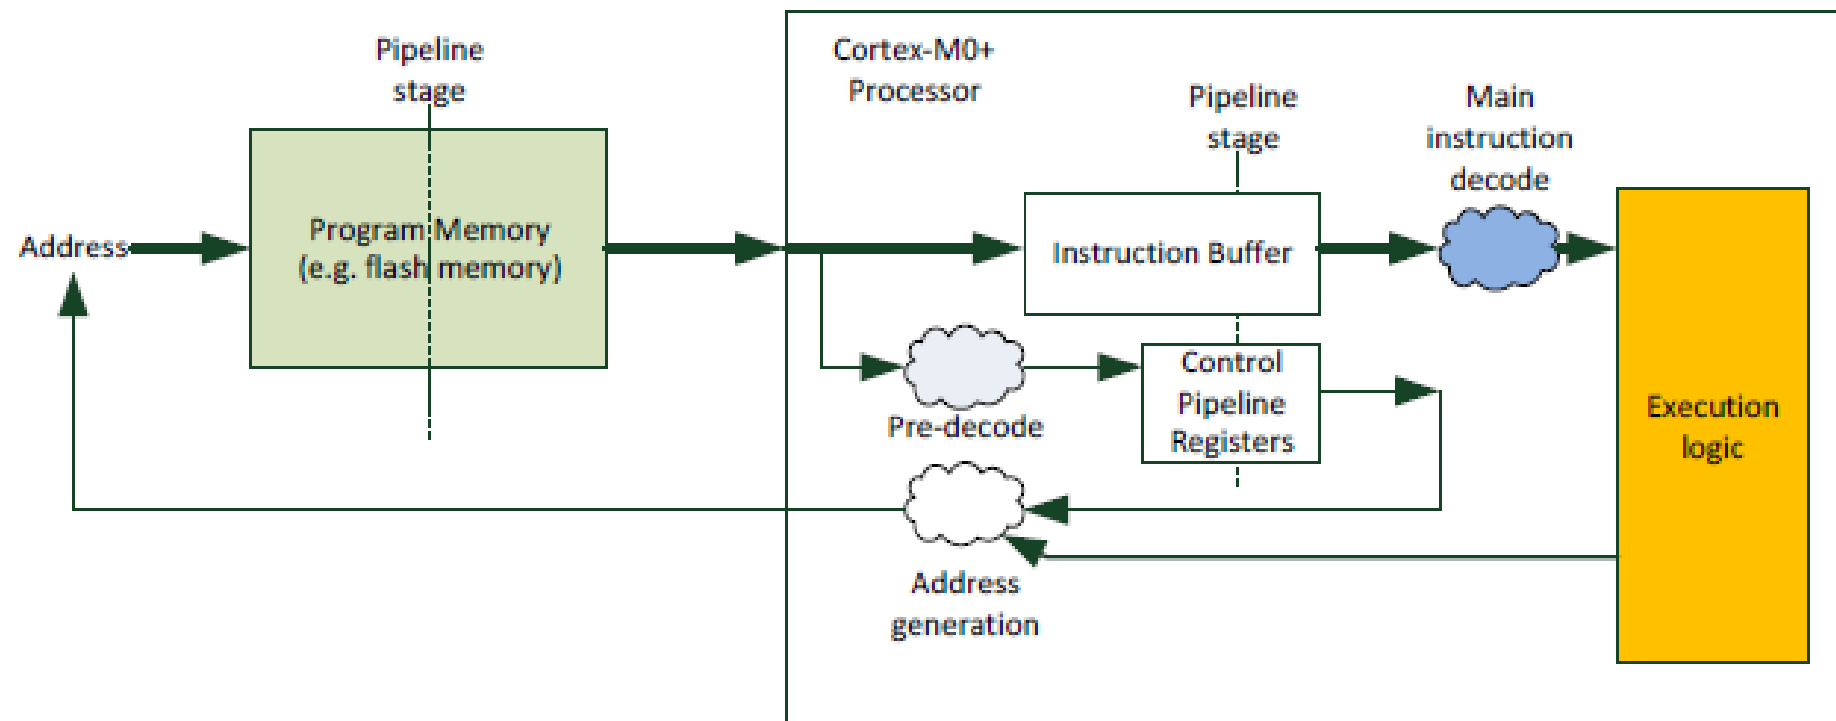 Pipeline
stage
Cortex-M0+
Processor
Pipeline
stage
Main
instruction
decode
Address
Program Memory
(e.g. flash memory)
Instruction Buffer
Pre-decode
Control
Pipeline
Registers
Execution
logic
Address
generation